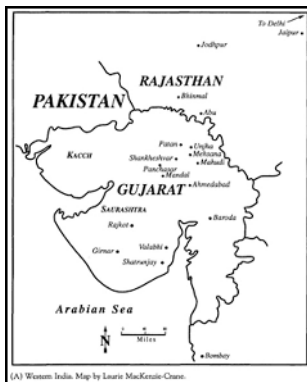 To Delhi
Jaipur
Jodhpur
RAJASTHAN
Bhinmal
PAKISTAN
Abu
Patan
Unjha
KACCH
Mehsana
Shankheshvar
Mahudi
Panchasar
Mandal
GUJARAT
Ahmedabad
SAURASHTRA
Baroda
Rajkot
Girnar
Valabhi
Shatrunjay
Arabian Sea
N
Miles
Bombay
(A) Western India. Map by Laurie MacKenzie-Crane.